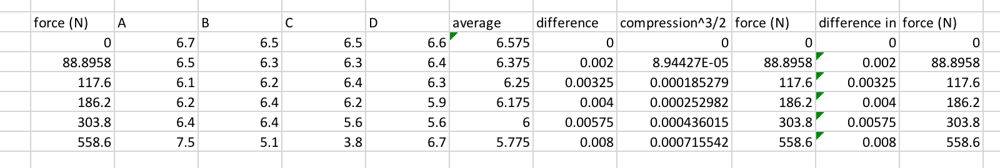 force (N) A B C D average difference compression^3/2 force (N) difference in force (N)
0 6.7 6.5 6.5 6.6 6.575 0 0 0 0 0
88.8958 6.5 6.3 6.3 6.4 6.375 0.002 8.94427E-05 88.8958 0.002 88.8958
117.6 6.1 6.2 6.4 6.3 6.25 0.00325 0.000185279 117.6 0.00325 117.6
186.2 6.2 6.4 6.2 5.9 6.175 0.004 0.000252982 186.2 0.004 186.2
303.8 6.4 6.4 5.6 5.6 6 0.00575 0.000436015 303.8 0.00575 303.8
558.6 7.5 5.1 3.8 6.7 5.775 0.008 0.000715542 558.6 0.008 558.6